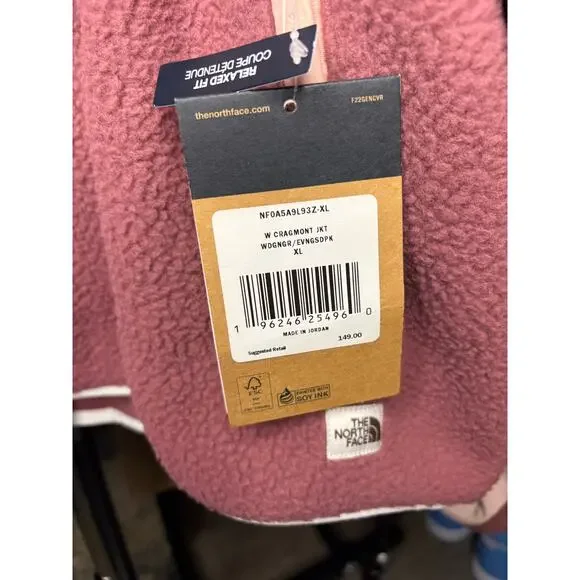 RELAXED FIT
COUPE DÉTENDUE
thenorthface.com
F22GENCVR
NF0A5A9L93Z-XL
W CRAGMONT JKT
WDGNGR/EVNGSDPK
XL
1 96246 25496 0
MADE IN JORDAN
Suggested Retail 149.00
FSC
PRINTED WITH
SOY INK
THE
NORTH
FACE